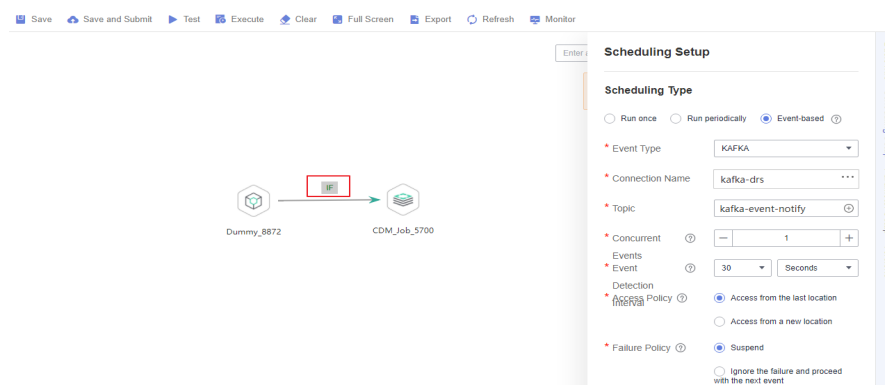 Save Save and Submit Test Execute Clear Full Screen Export Refresh Monitor
Enter
Scheduling Setup
Scheduling Type
Run once Run periodically Event-based
* Event Type KAFKA
* Connection Name kafka-drs ...
* Topic kafka-event-notify
* Concurrent Events 1
* Event Detection Interval 30 Seconds
* Access Policy Access from the last location
Access from a new location
* Failure Policy Suspend
Ignore the failure and proceed
with the next event
IF
Dummy_8872
CDM_Job_5700